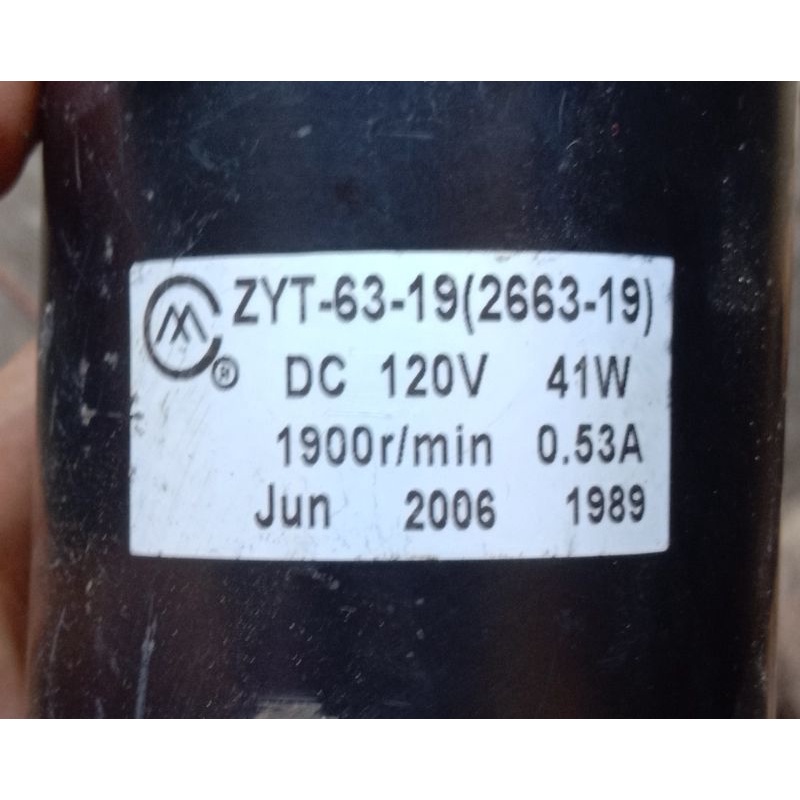 ZYT-63-19(2663-19)
® DC 120V 41W
1900r/min 0.53A
Jun 2006 1989